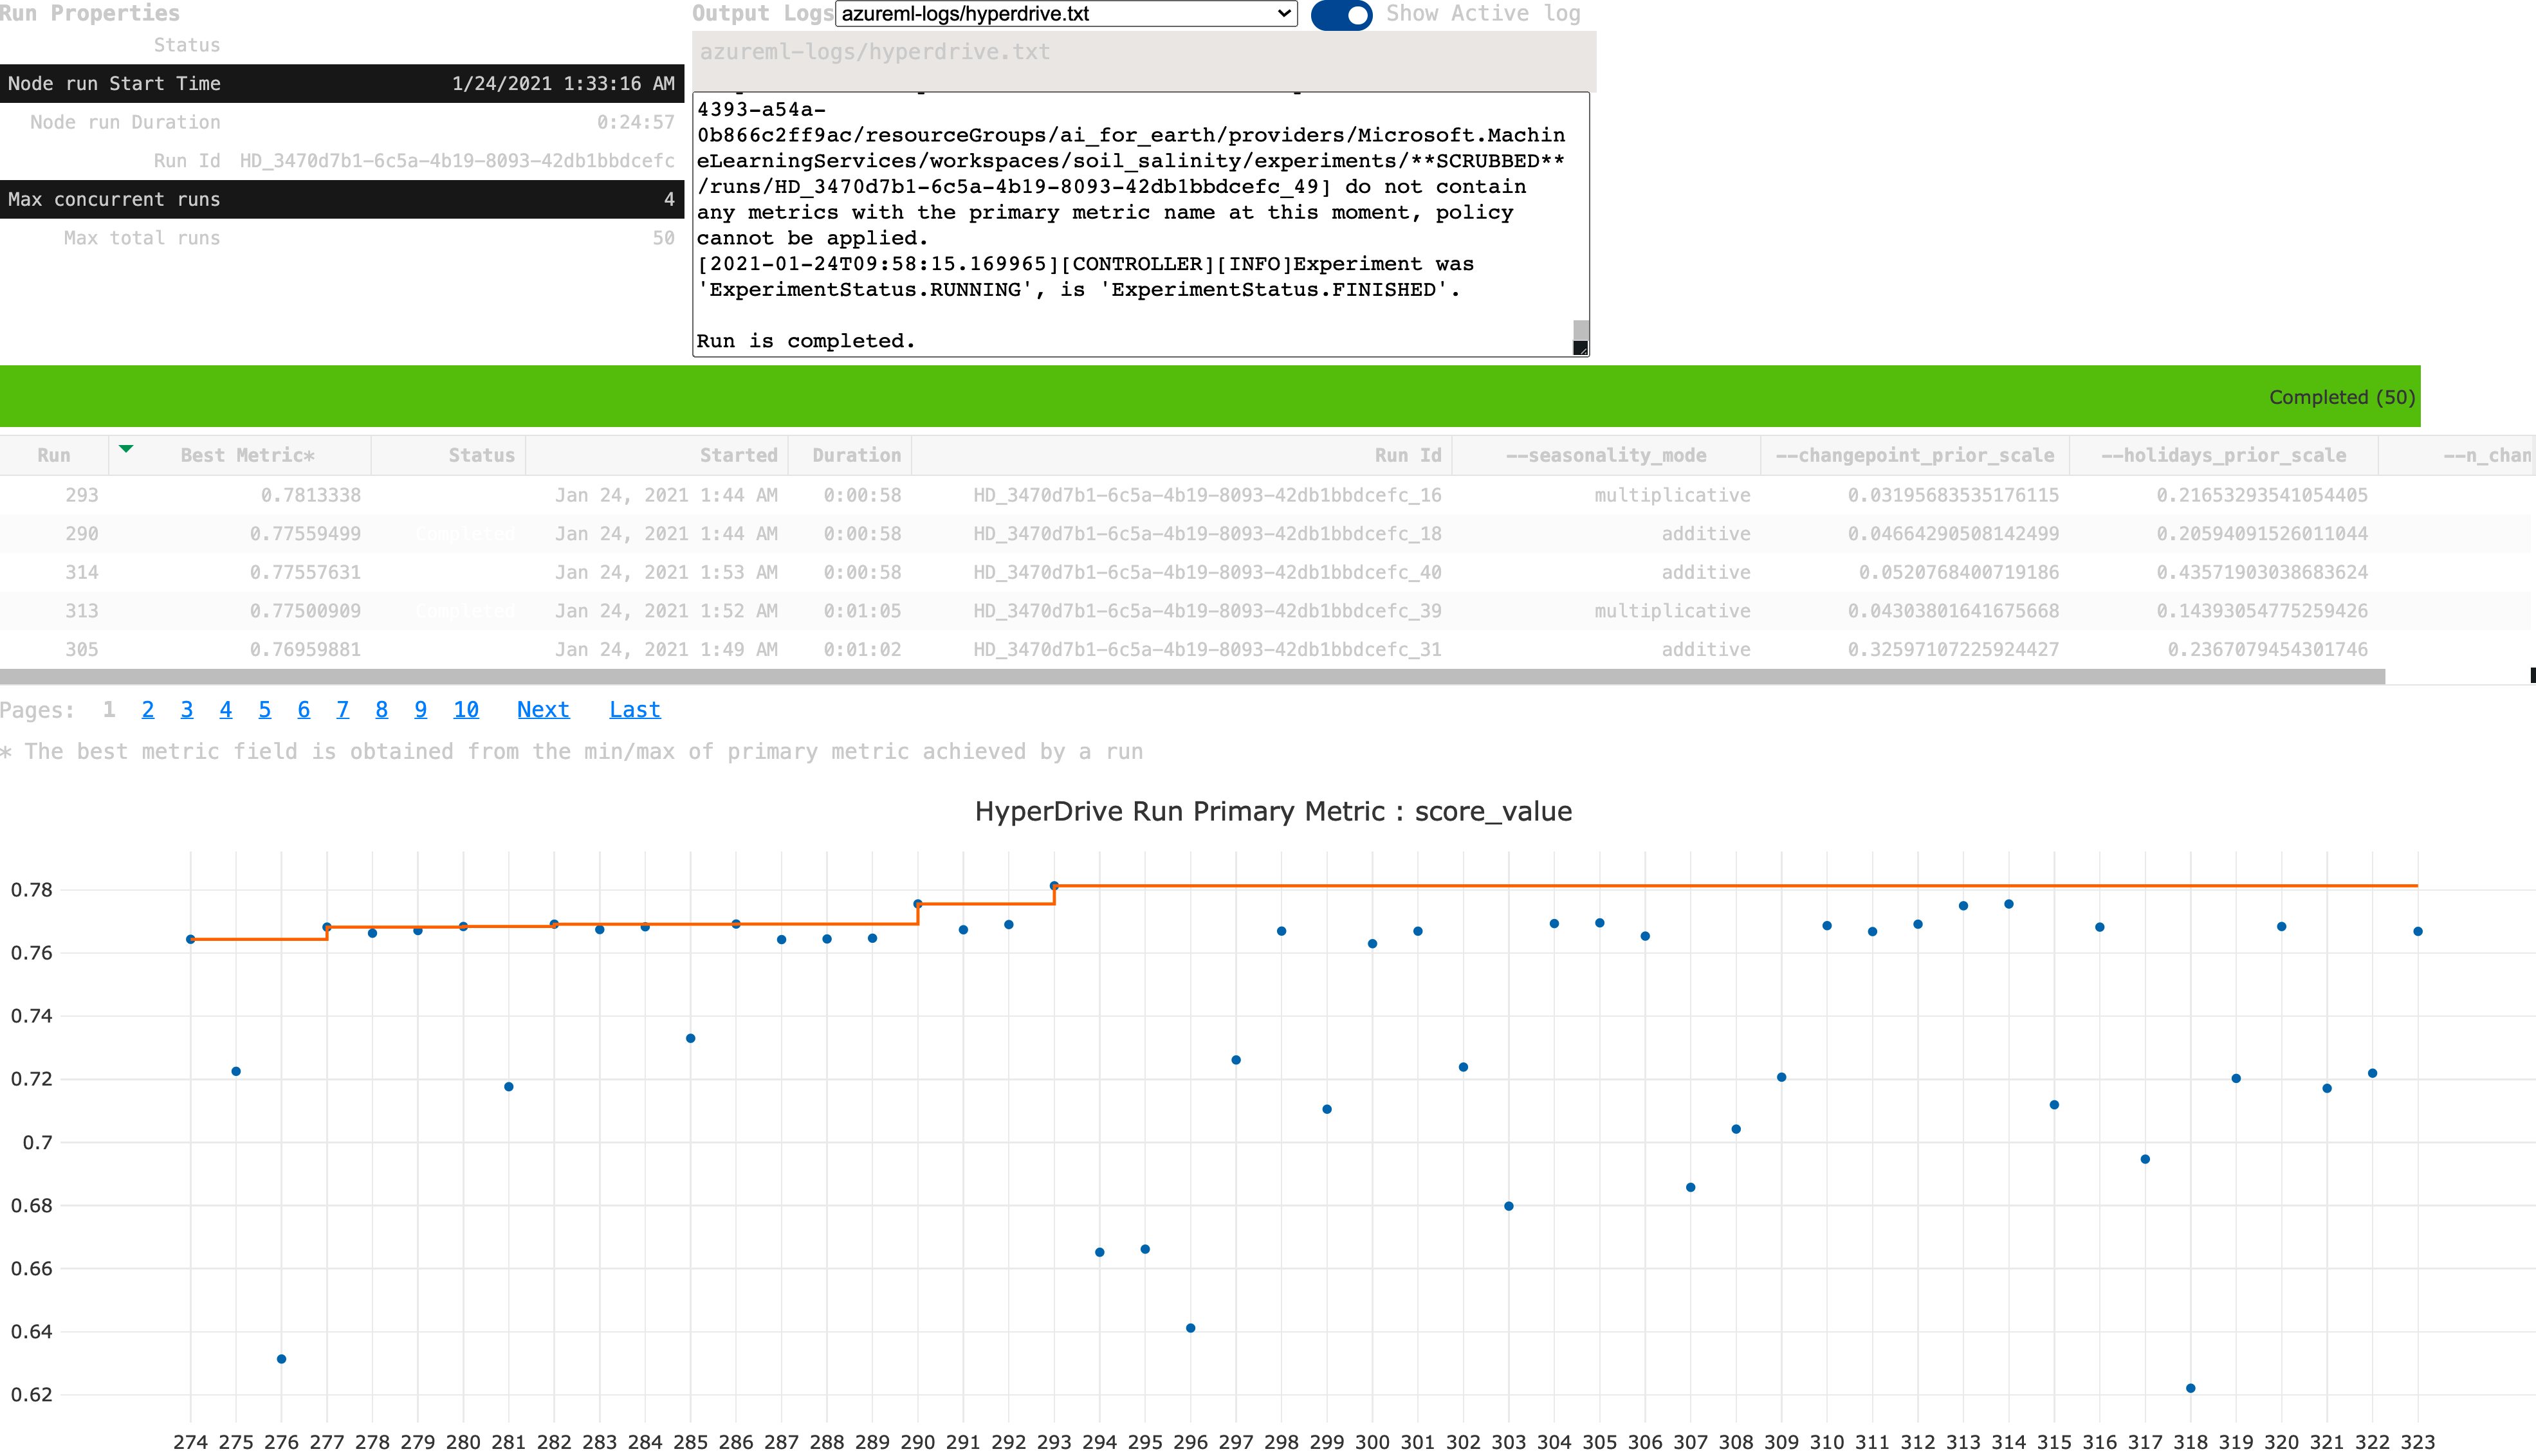 Run Properties
Status
Node run Start Time 1/24/2021 1:33:16 AM
Node run Duration 0:24:57
Run Id HD_3470d7b1-6c5a-4b19-8093-42db1bbdcefc
Max concurrent runs 4
Max total runs 50
Output Logs azureml-logs/hyperdrive.txt Show Active log
azureml-logs/hyperdrive.txt
4393-a54a-
0b866c2ff9ac/resourceGroups/ai_for_earth/providers/Microsoft.Machin
eLearningServices/workspaces/soil_salinity/experiments/**SCRUBBED**
/runs/HD_3470d7b1-6c5a-4b19-8093-42db1bbdcefc_49] do not contain
any metrics with the primary metric name at this moment, policy
cannot be applied.
[2021-01-24T09:58:15.169965][CONTROLLER][INFO]Experiment was
'ExperimentStatus.RUNNING', is 'ExperimentStatus.FINISHED'.
Run is completed.
Completed (50)
Run Best Metric* Status Started Duration Run Id --seasonality_mode --changepoint_prior_scale --holidays_prior_scale --n_chan
293 0.7813338 Jan 24, 2021 1:44 AM 0:00:58 HD_3470d7b1-6c5a-4b19-8093-42db1bbdcefc_16 multiplicative 0.03195683535176115 0.21653293541054405
290 0.77559499 Completed Jan 24, 2021 1:44 AM 0:00:58 HD_3470d7b1-6c5a-4b19-8093-42db1bbdcefc_18 additive 0.04664290508142499 0.20594091526011044
314 0.77557631 Jan 24, 2021 1:53 AM 0:00:58 HD_3470d7b1-6c5a-4b19-8093-42db1bbdcefc_40 additive 0.0520768400719186 0.43571903038683624
313 0.77500909 Completed Jan 24, 2021 1:52 AM 0:01:05 HD_3470d7b1-6c5a-4b19-8093-42db1bbdcefc_39 multiplicative 0.04303801641675668 0.14393054775259426
305 0.76959881 Jan 24, 2021 1:49 AM 0:01:02 HD_3470d7b1-6c5a-4b19-8093-42db1bbdcefc_31 additive 0.32597107225924427 0.2367079454301746
Pages: 1 2 3 4 5 6 7 8 9 10 Next Last
* The best metric field is obtained from the min/max of primary metric achieved by a run
HyperDrive Run Primary Metric : score_value
0.78
0.76
0.74
0.72
0.7
0.68
0.66
0.64
0.62
274 275 276 277 278 279 280 281 282 283 284 285 286 287 288 289 290 291 292 293 294 295 296 297 298 299 300 301 302 303 304 305 306 307 308 309 310 311 312 313 314 315 316 317 318 319 320 321 322 323